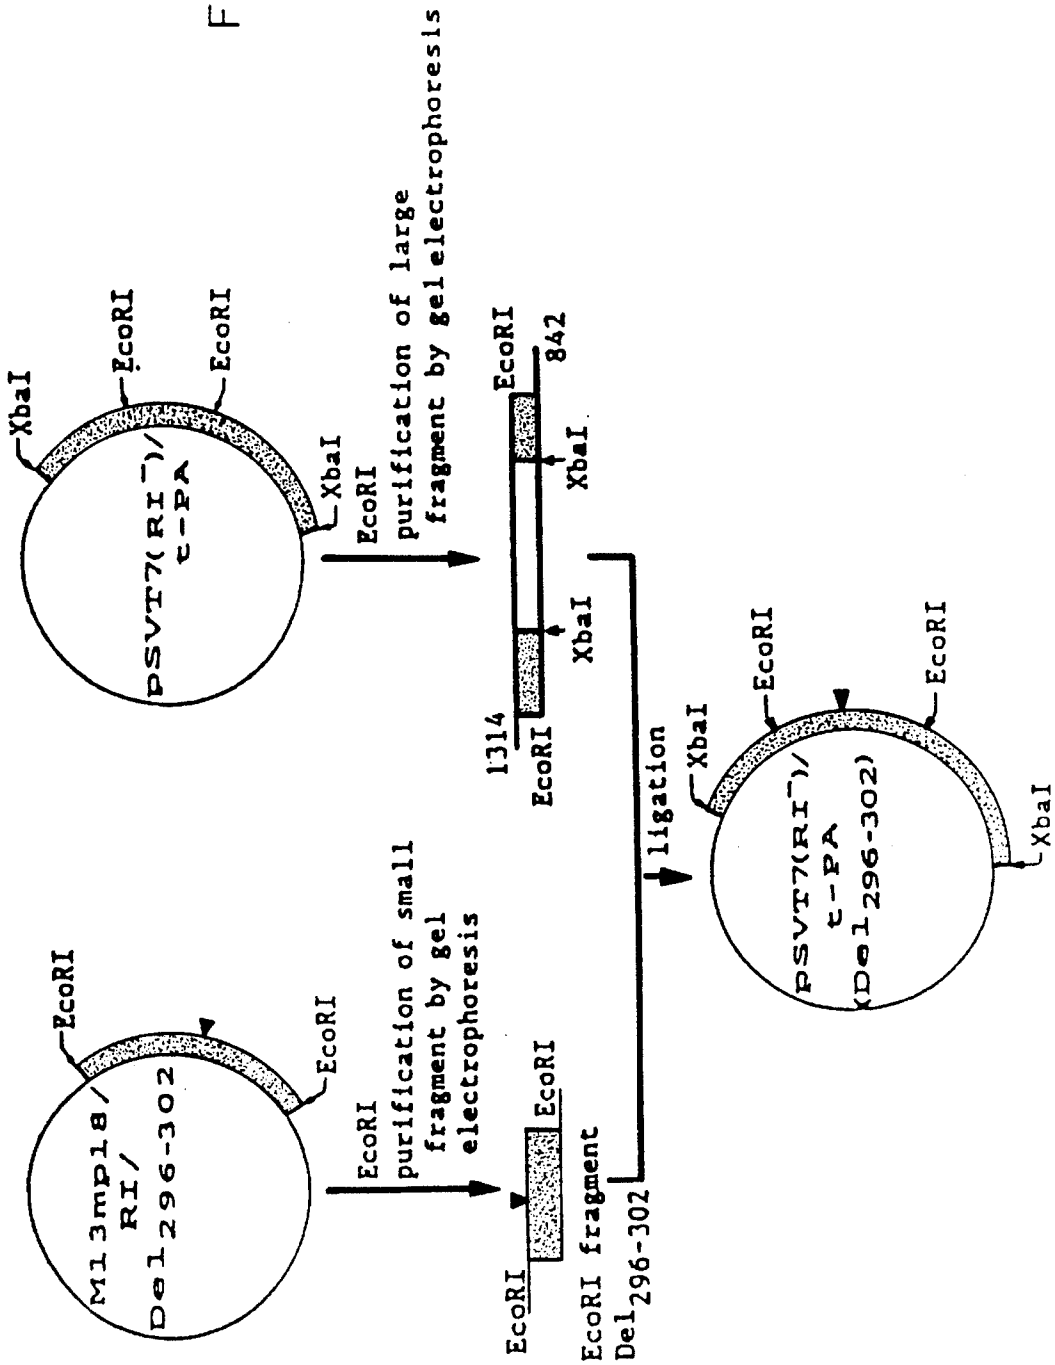 F
M13mp18/
RI/
Del296-302
EcoRI
EcoRI
EcoRI
purification of small
fragment by gel
electrophoresis
EcoRI
EcoRI
EcoRI fragment
Del296-302
XbaI
EcoRI
EcoRI
XbaI
pSVT7(RI⁻)/
t-PA
EcoRI
purification of large
fragment by gel electrophoresis
1314
EcoRI
XbaI
XbaI
EcoRI
842
ligation
XbaI
EcoRI
EcoRI
XbaI
pSVT7(RI⁻)/
t-PA
(Del296-302)